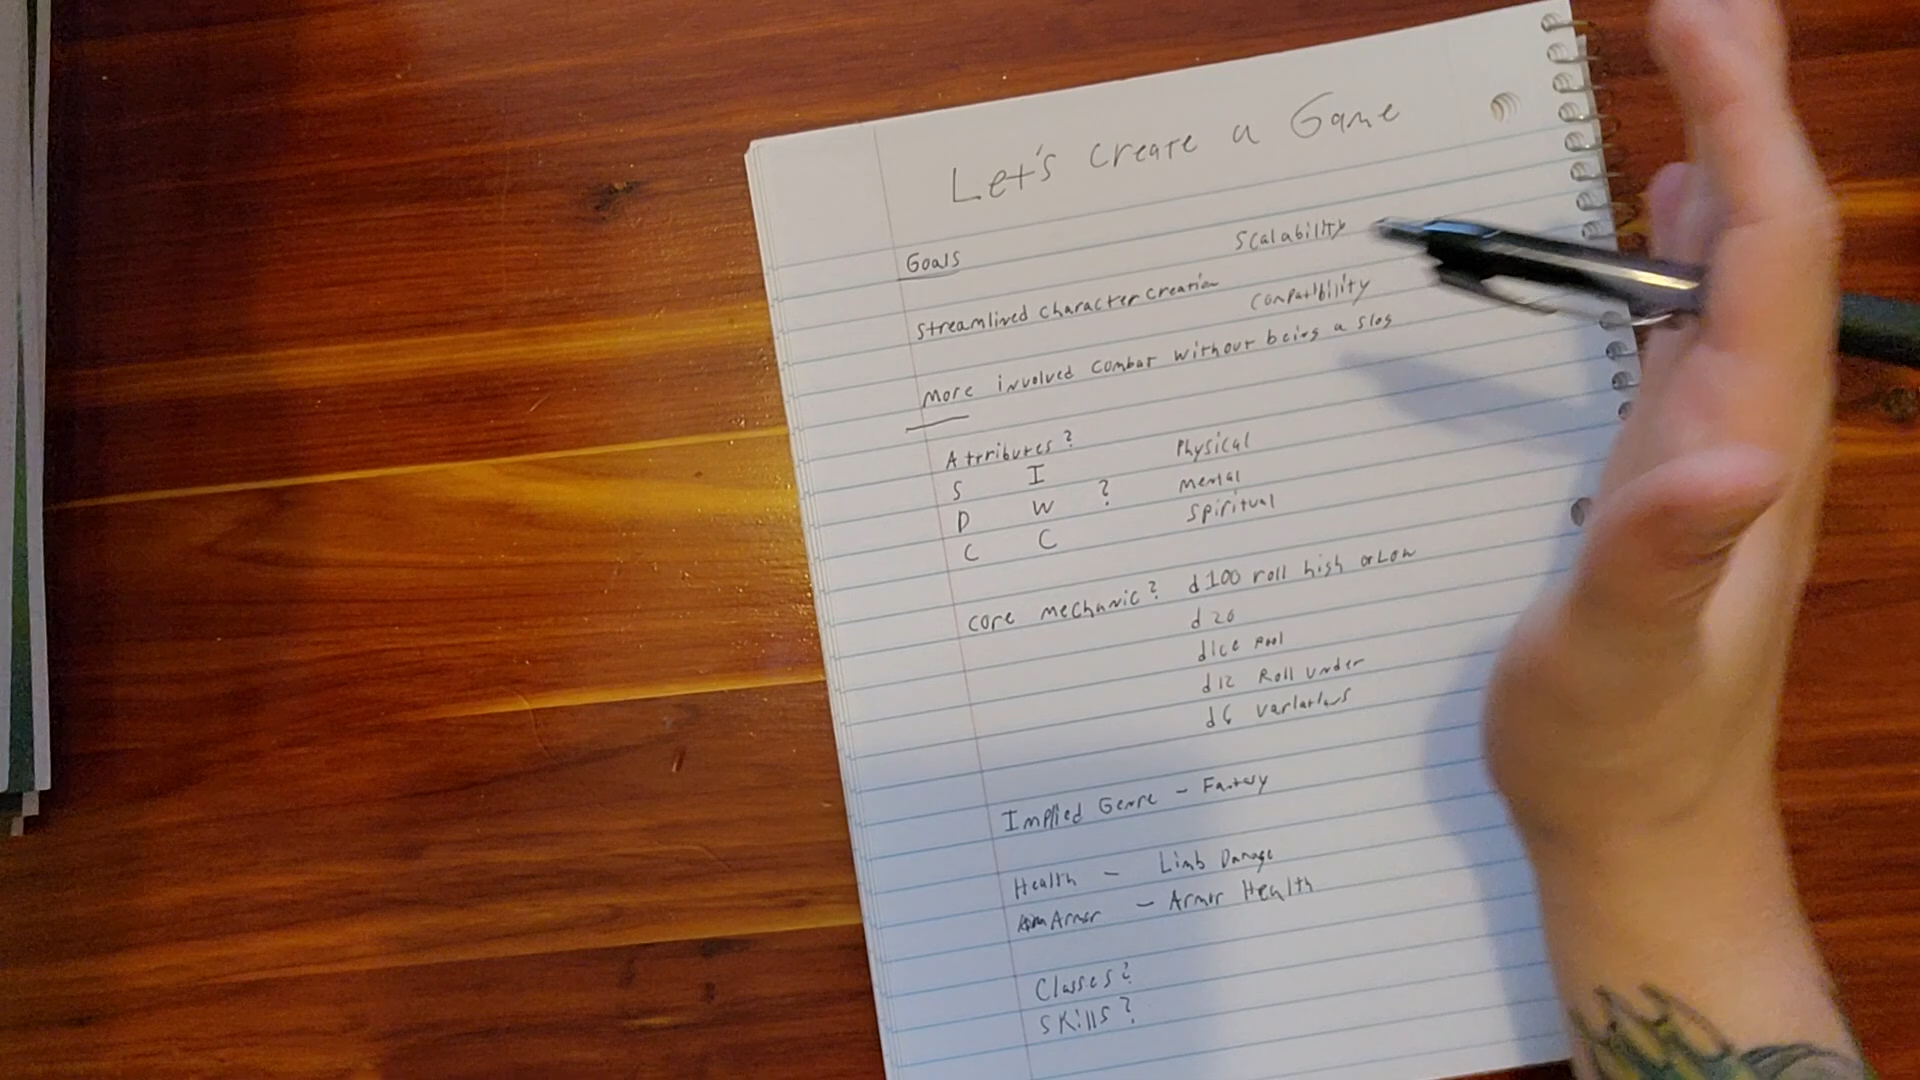 Let's Create a Game
Goals
Scalability
Streamlined character creation
Compatibility
More involved combat without being a slog
Attributes?
S I
D W ?
C C
Physical
Mental
Spiritual
Core mechanic? d100 roll high or Low
d20
dice pool
d12 Roll under
d6 variations
Implied Genre - Fantasy
Health - Limb Damage
Armor - Armor Health
Classes?
Skills?